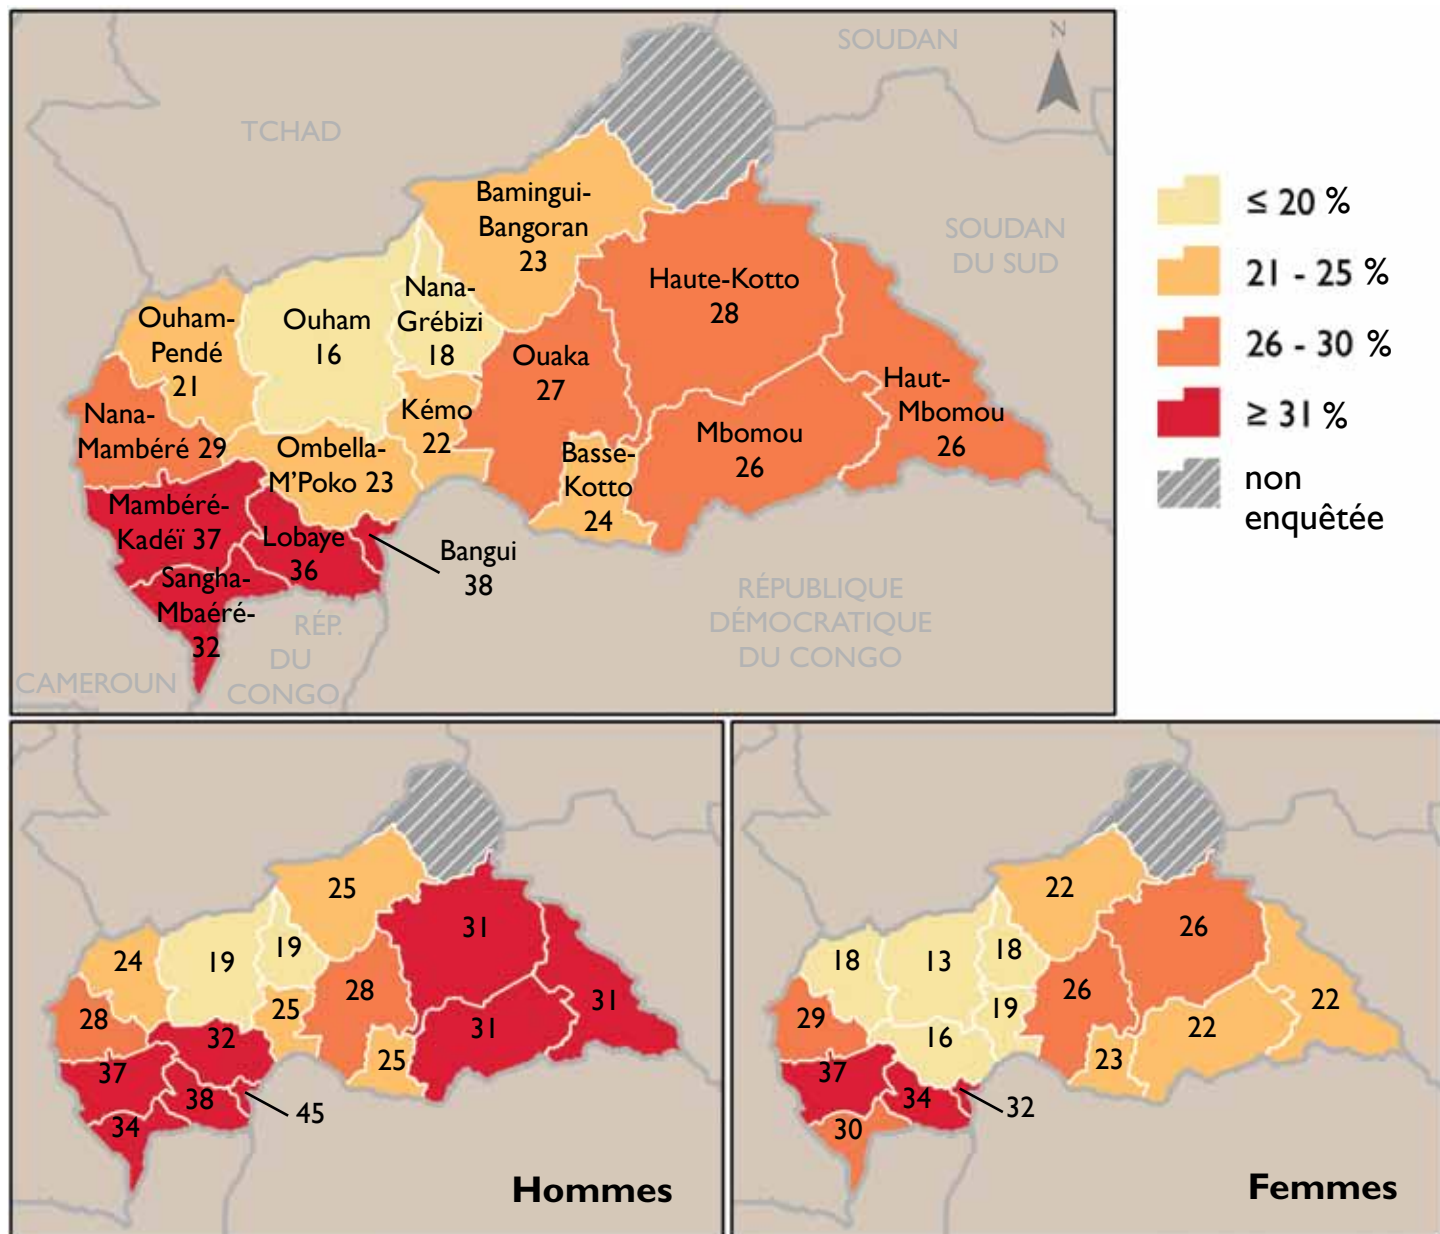 SOUDAN
N
TCHAD
SOUDAN
DU SUD
Bamingui-
Bangoran
23
Haute-Kotto
28
Nana-
Grébizi
18
Ouham-
Pendé
21
Ouham
16
Ouaka
27
Haut-
Mbomou
26
Kémo
22
Nana-
Mambéré 29
Mbomou
26
Ombella-
M'Poko 23
Basse-
Kotto
24
Mambéré-
Kadéï 37
Lobaye
36
Bangui
38
Sangha-
Mbaéré-
32
RÉPUBLIQUE
DÉMOCRATIQUE
DU CONGO
RÉP.
DU
CONGO
CAMEROUN
≤ 20 %
21 - 25 %
26 - 30 %
≥ 31 %
non
enquêtée
25
31
24
19
19
28
31
28
25
31
32
25
37
38
45
34
Hommes
22
26
18
13
18
26
22
29
19
22
16
23
37
34
32
30
Femmes